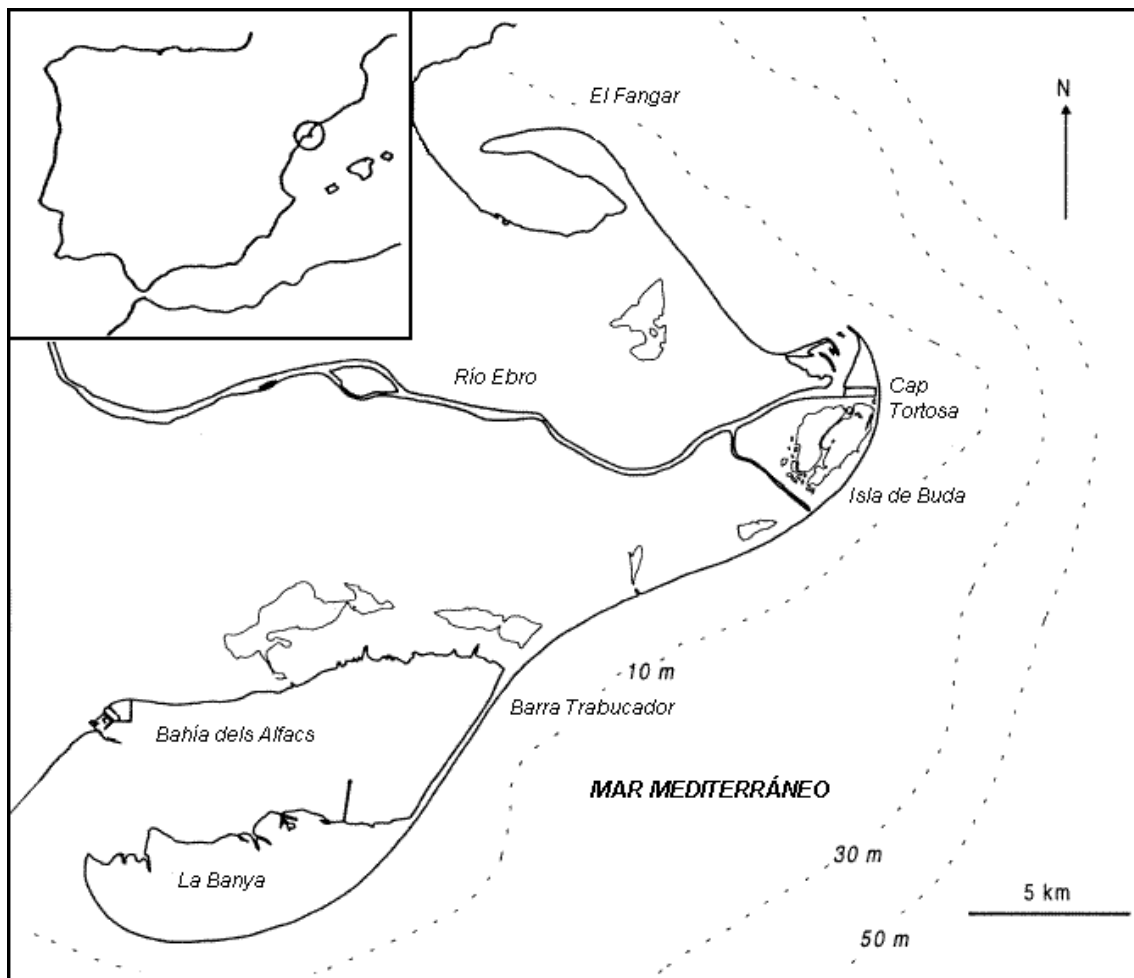 El Fangar
N
Río Ebro
Cap
Tortosa
Isla de Buda
10 m
Barra Trabucador
Bahía dels Alfacs
MAR MEDITERRÁNEO
30 m
La Banya
5 km
50 m